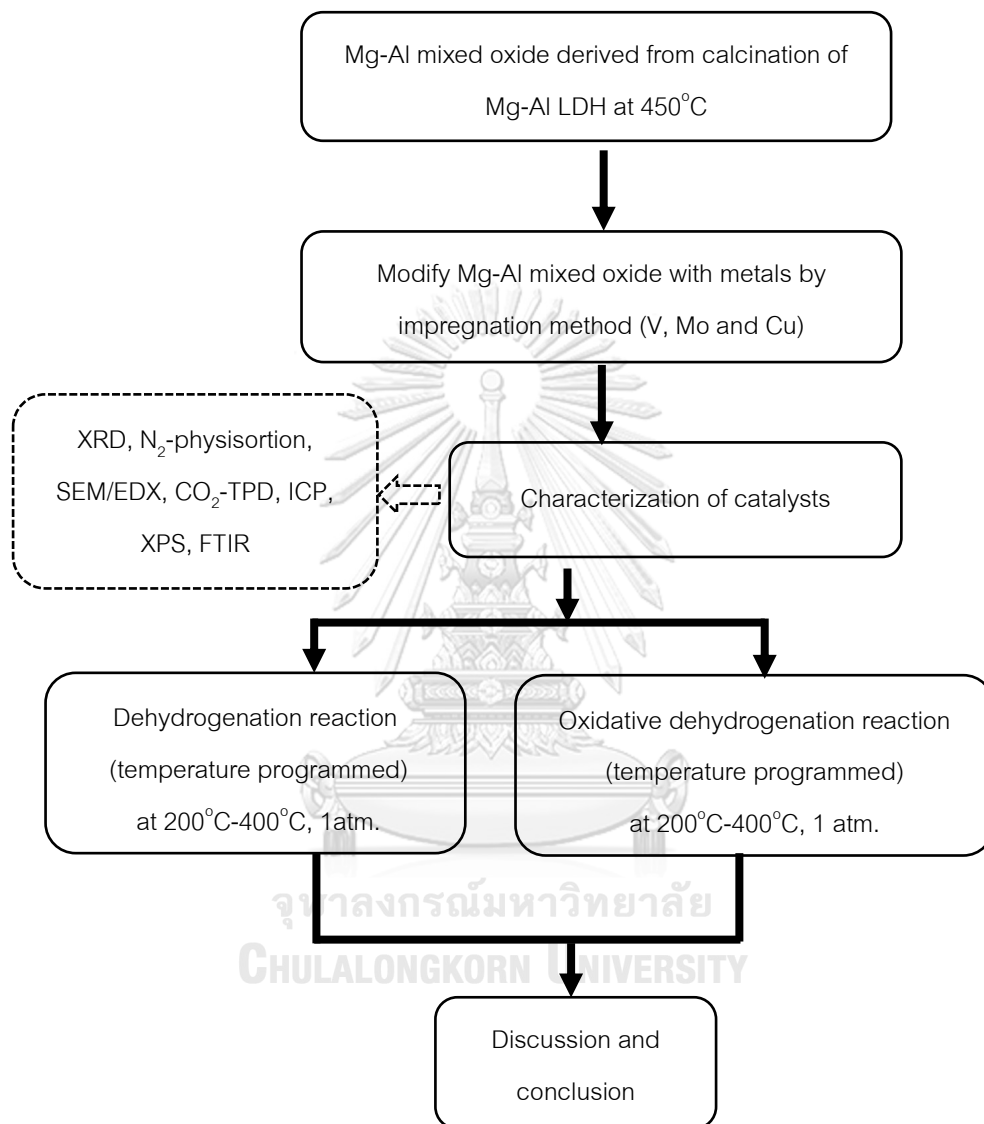 Mg-Al mixed oxide derived from calcination of
Mg-Al LDH at 450°C
Modify Mg-Al mixed oxide with metals by
impregnation method (V, Mo and Cu)
XRD, N₂-physisortion,
SEM/EDX, CO₂-TPD, ICP,
XPS, FTIR
Characterization of catalysts
Dehydrogenation reaction
(temperature programmed)
at 200°C-400°C, 1atm.
Oxidative dehydrogenation reaction
(temperature programmed)
at 200°C-400°C, 1 atm.
จุฬาลงกรณ์มหาวิทยาลัย
CHULALONGKORN UNIVERSITY
Discussion and
conclusion